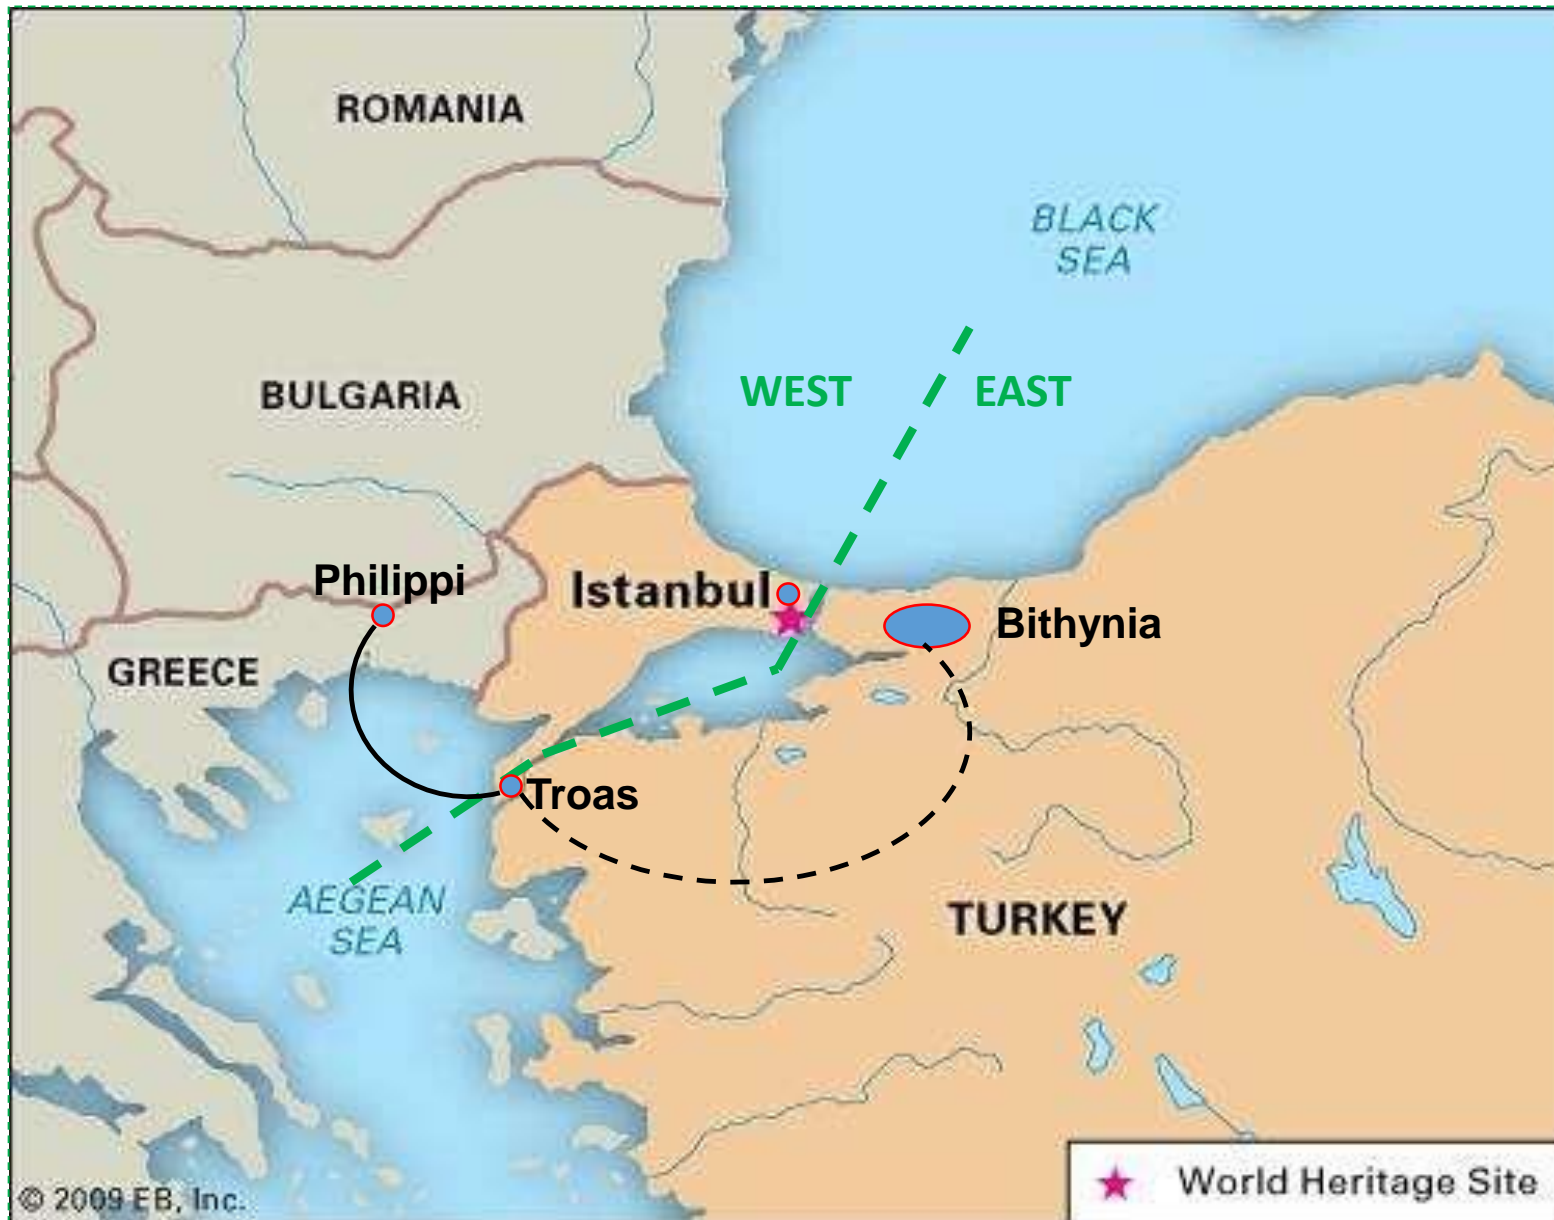 ROMANIA
BLACK
SEA
WEST
EAST
BULGARIA
Philippi
Istanbul
Bithynia
GREECE
Troas
AEGEAN
SEA
TURKEY
World Heritage Site
© 2009 EB, Inc.